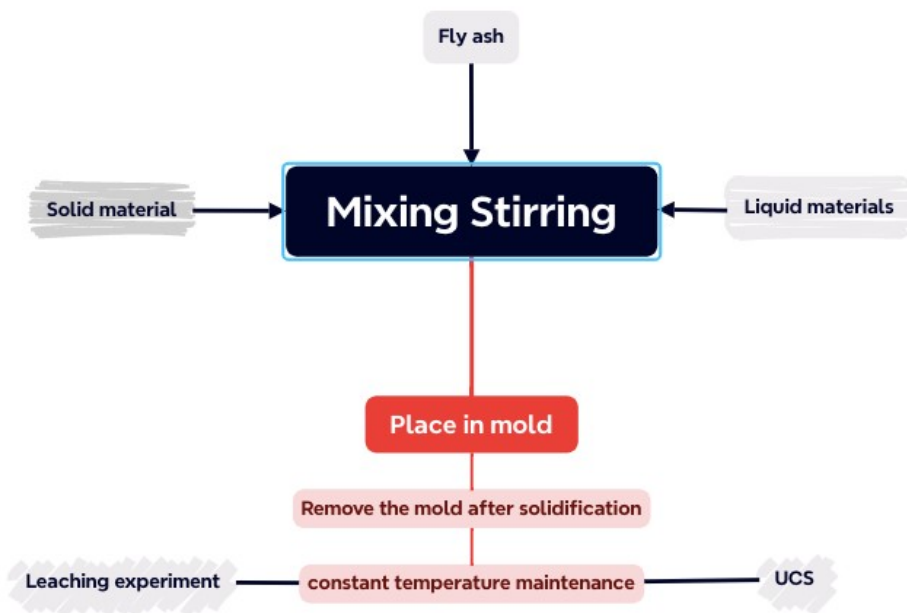 Fly ash
Solid material
Mixing Stirring
Liquid materials
Place in mold
Remove the mold after solidification
Leaching experiment
constant temperature maintenance
UCS